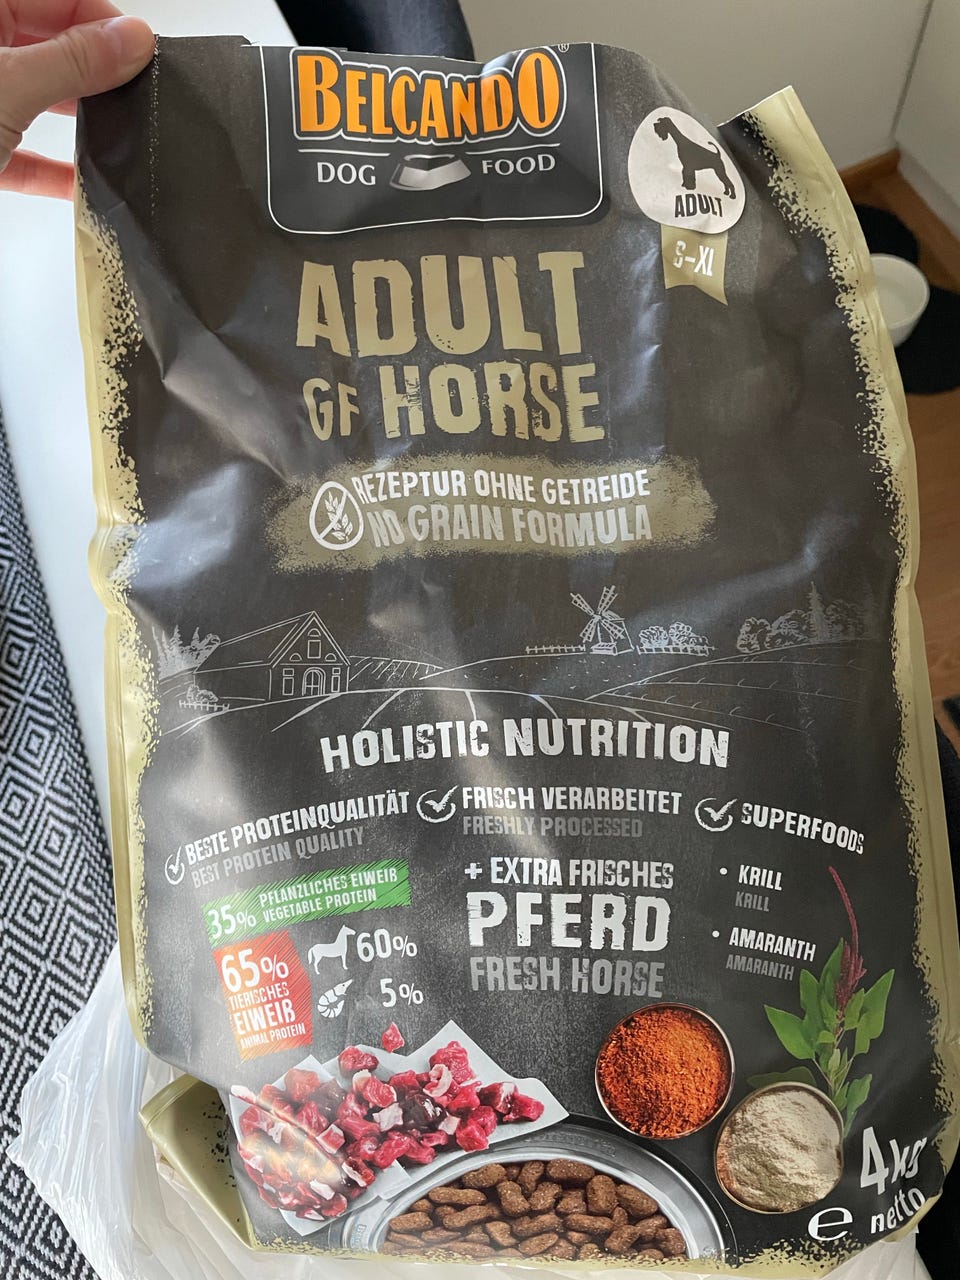 BELCANDO®
DOG FOOD
ADULT
S-XL
ADULT
GF HORSE
REZEPTUR OHNE GETREIDE
NO GRAIN FORMULA
HOLISTIC NUTRITION
BESTE PROTEINQUALITÄT
BEST PROTEIN QUALITY
35% PFLANZLICHES EIWEIß
VEGETABLE PROTEIN
65%
TIERISCHES
EIWEIß
ANIMAL PROTEIN
60%
5%
FRISCH VERARBEITET
FRESHLY PROCESSED
+ EXTRA FRISCHES
PFERD
FRESH HORSE
SUPERFOODS
• KRILL
KRILL
• AMARANTH
AMARANTH
4kg
e netto